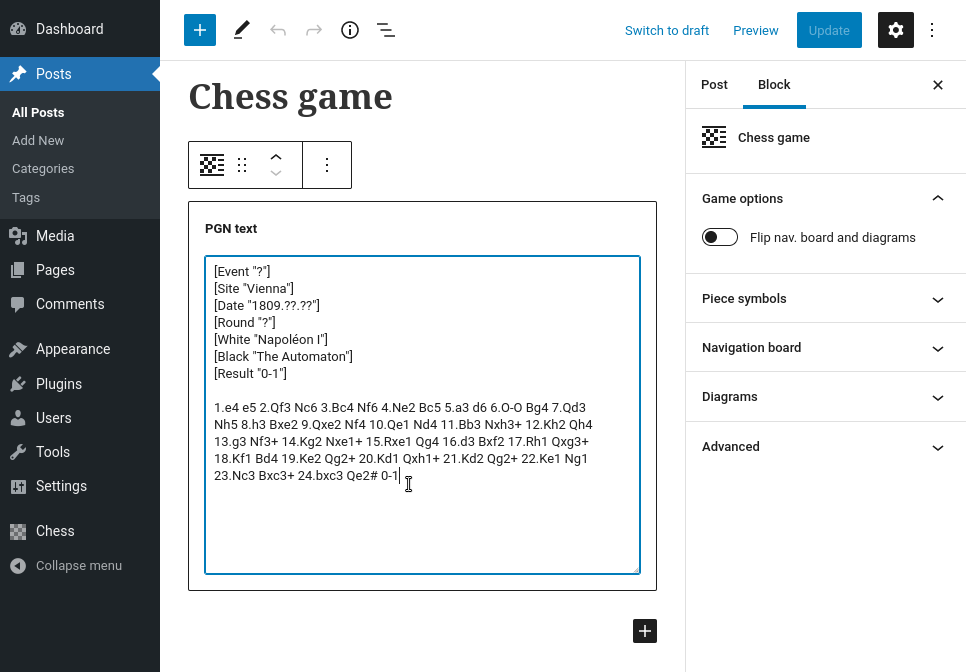 Dashboard
Posts
All Posts
Add New
Categories
Tags
Media
Pages
Comments
Appearance
Plugins
Users
Tools
Settings
Chess
Collapse menu
Switch to draft
Preview
Update
Chess game
PGN text
[Event "?"]
[Site "Vienna"]
[Date "1809.??.??"]
[Round "?"]
[White "Napoléon I"]
[Black "The Automaton"]
[Result "0-1"]
1.e4 e5 2.Qf3 Nc6 3.Bc4 Nf6 4.Ne2 Bc5 5.a3 d6 6.O-O Bg4 7.Qd3
Nh5 8.h3 Bxe2 9.Qxe2 Nf4 10.Qe1 Nd4 11.Bb3 Nxh3+ 12.Kh2 Qh4
13.g3 Nf3+ 14.Kg2 Nxe1+ 15.Rxe1 Qg4 16.d3 Bxf2 17.Rh1 Qxg3+
18.Kf1 Bd4 19.Ke2 Qg2+ 20.Kd1 Qxh1+ 21.Kd2 Qg2+ 22.Ke1 Ng1
23.Nc3 Bxc3+ 24.bxc3 Qe2# 0-1
Post
Block
Chess game
Game options
Flip nav. board and diagrams
Piece symbols
Navigation board
Diagrams
Advanced